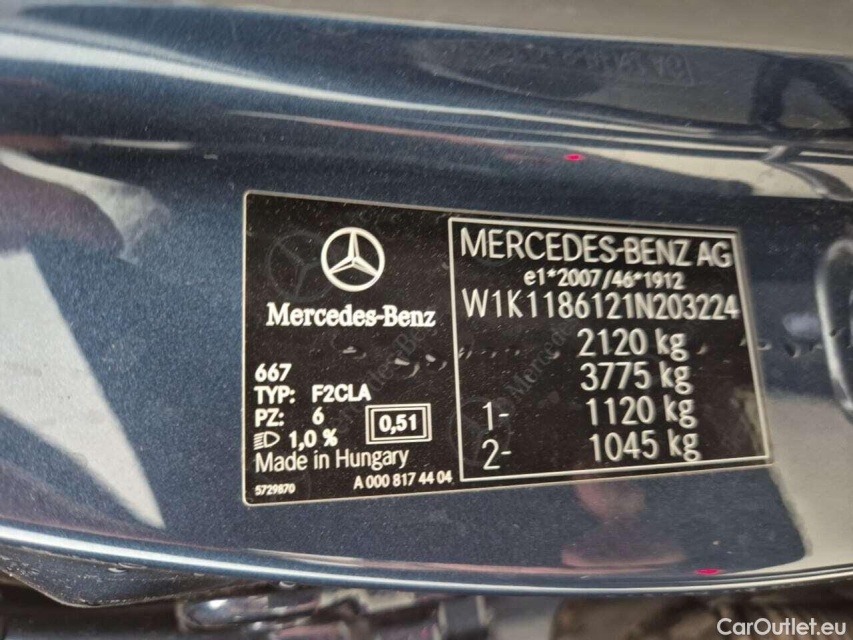 Mercedes-Benz
667
TYP: F2CLA
PZ: 6
1,0 %
0,51
Made in Hungary
5729870
A 000 817 44 04
MERCEDES-BENZ AG
e1*2007/46*1912
W1K1186121N203224
2120 kg
3775 kg
1- 1120 kg
2- 1045 kg
CarOutlet.eu